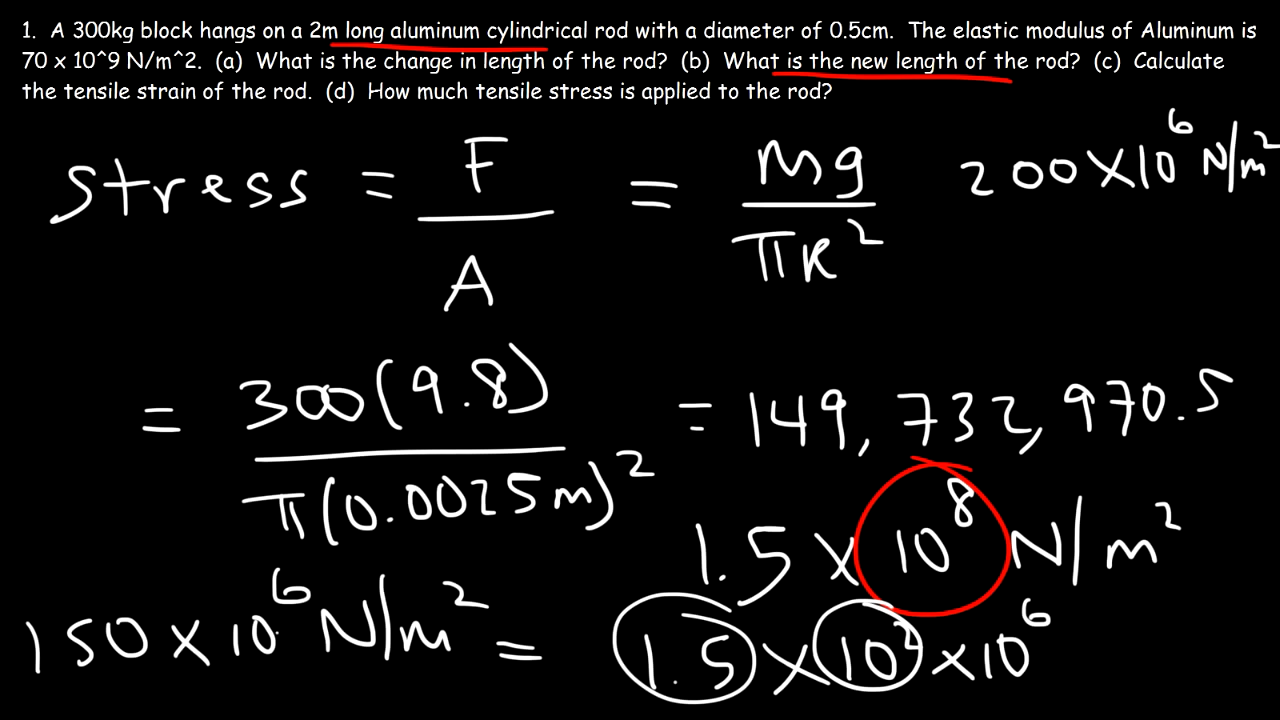 1. A 300kg block hangs on a 2m long aluminum cylindrical rod with a diameter of 0.5cm. The elastic modulus of Aluminum is
70 x 10^9 N/m^2. (a) What is the change in length of the rod? (b) What is the new length of the rod? (c) Calculate
the tensile strain of the rod. (d) How much tensile stress is applied to the rod?
Stress = F/A = Mg/πR² 200×10⁶ N/m²
= 300(9.8)/π(0.0025m)² = 149,732,970.5
1.5×10⁸ N/m²
150×10⁶ N/m² = 1.5×10²×10⁶